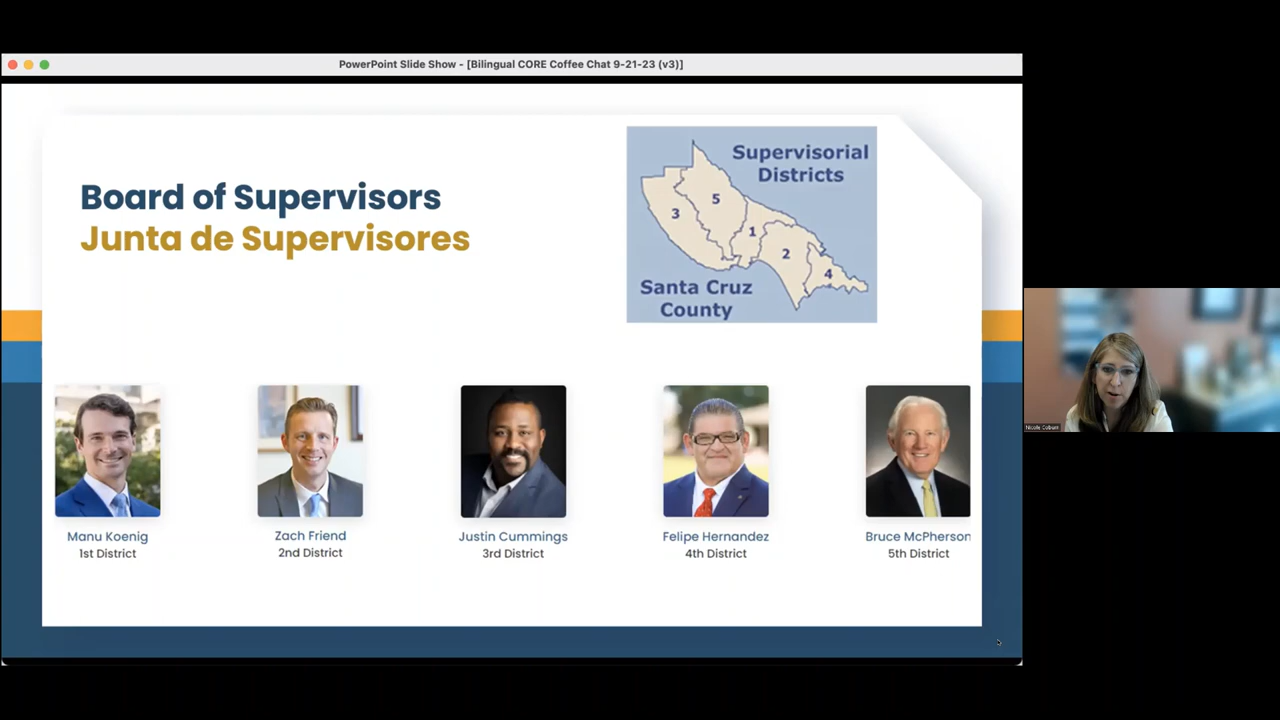 PowerPoint Slide Show - [Bilingual CORE Coffee Chat 9-21-23 (v3)]
Board of Supervisors
Junta de Supervisores
Supervisorial
Districts
3
5
1
2
4
Santa Cruz
County
Manu Koenig
1st District
Zach Friend
2nd District
Justin Cummings
3rd District
Felipe Hernandez
4th District
Bruce McPherson
5th District
Nicole Coburn